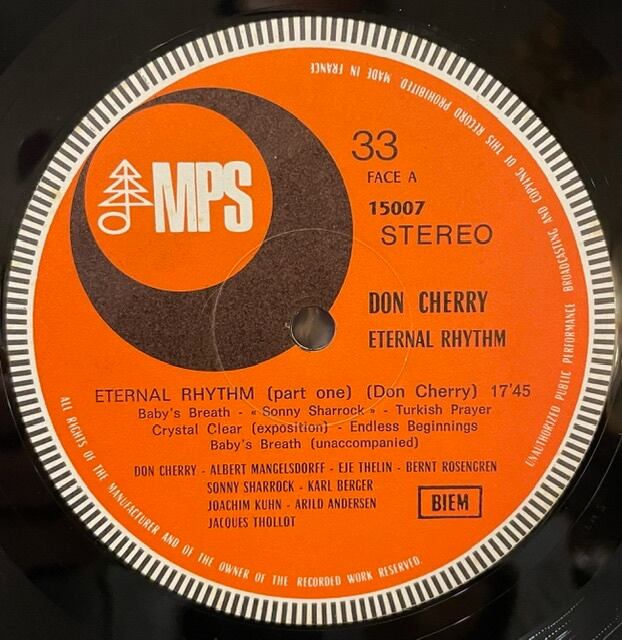 MPS
33
FACE A
15007
STEREO
DON CHERRY
ETERNAL RHYTHM
ETERNAL RHYTHM (part one) (Don Cherry) 17'45
Baby's Breath - « Sonny Sharrock » - Turkish Prayer
Crystal Clear (exposition) - Endless Beginnings
Baby's Breath (unaccompanied)
DON CHERRY - ALBERT MANGELSDORFF - EJE THELIN - BERNT ROSENGREN
SONNY SHARROCK - KARL BERGER
JOACHIM KUHN - ARILD ANDERSEN
JACQUES THOLLOT
BIEM
ALL RIGHTS OF THE MANUFACTURER AND OF THE OWNER OF THE RECORDED WORK RESERVED.
UNAUTHORIZED PUBLIC PERFORMANCE BROADCASTING AND COPYING OF THIS RECORD PROHIBITED. MADE IN FRANCE